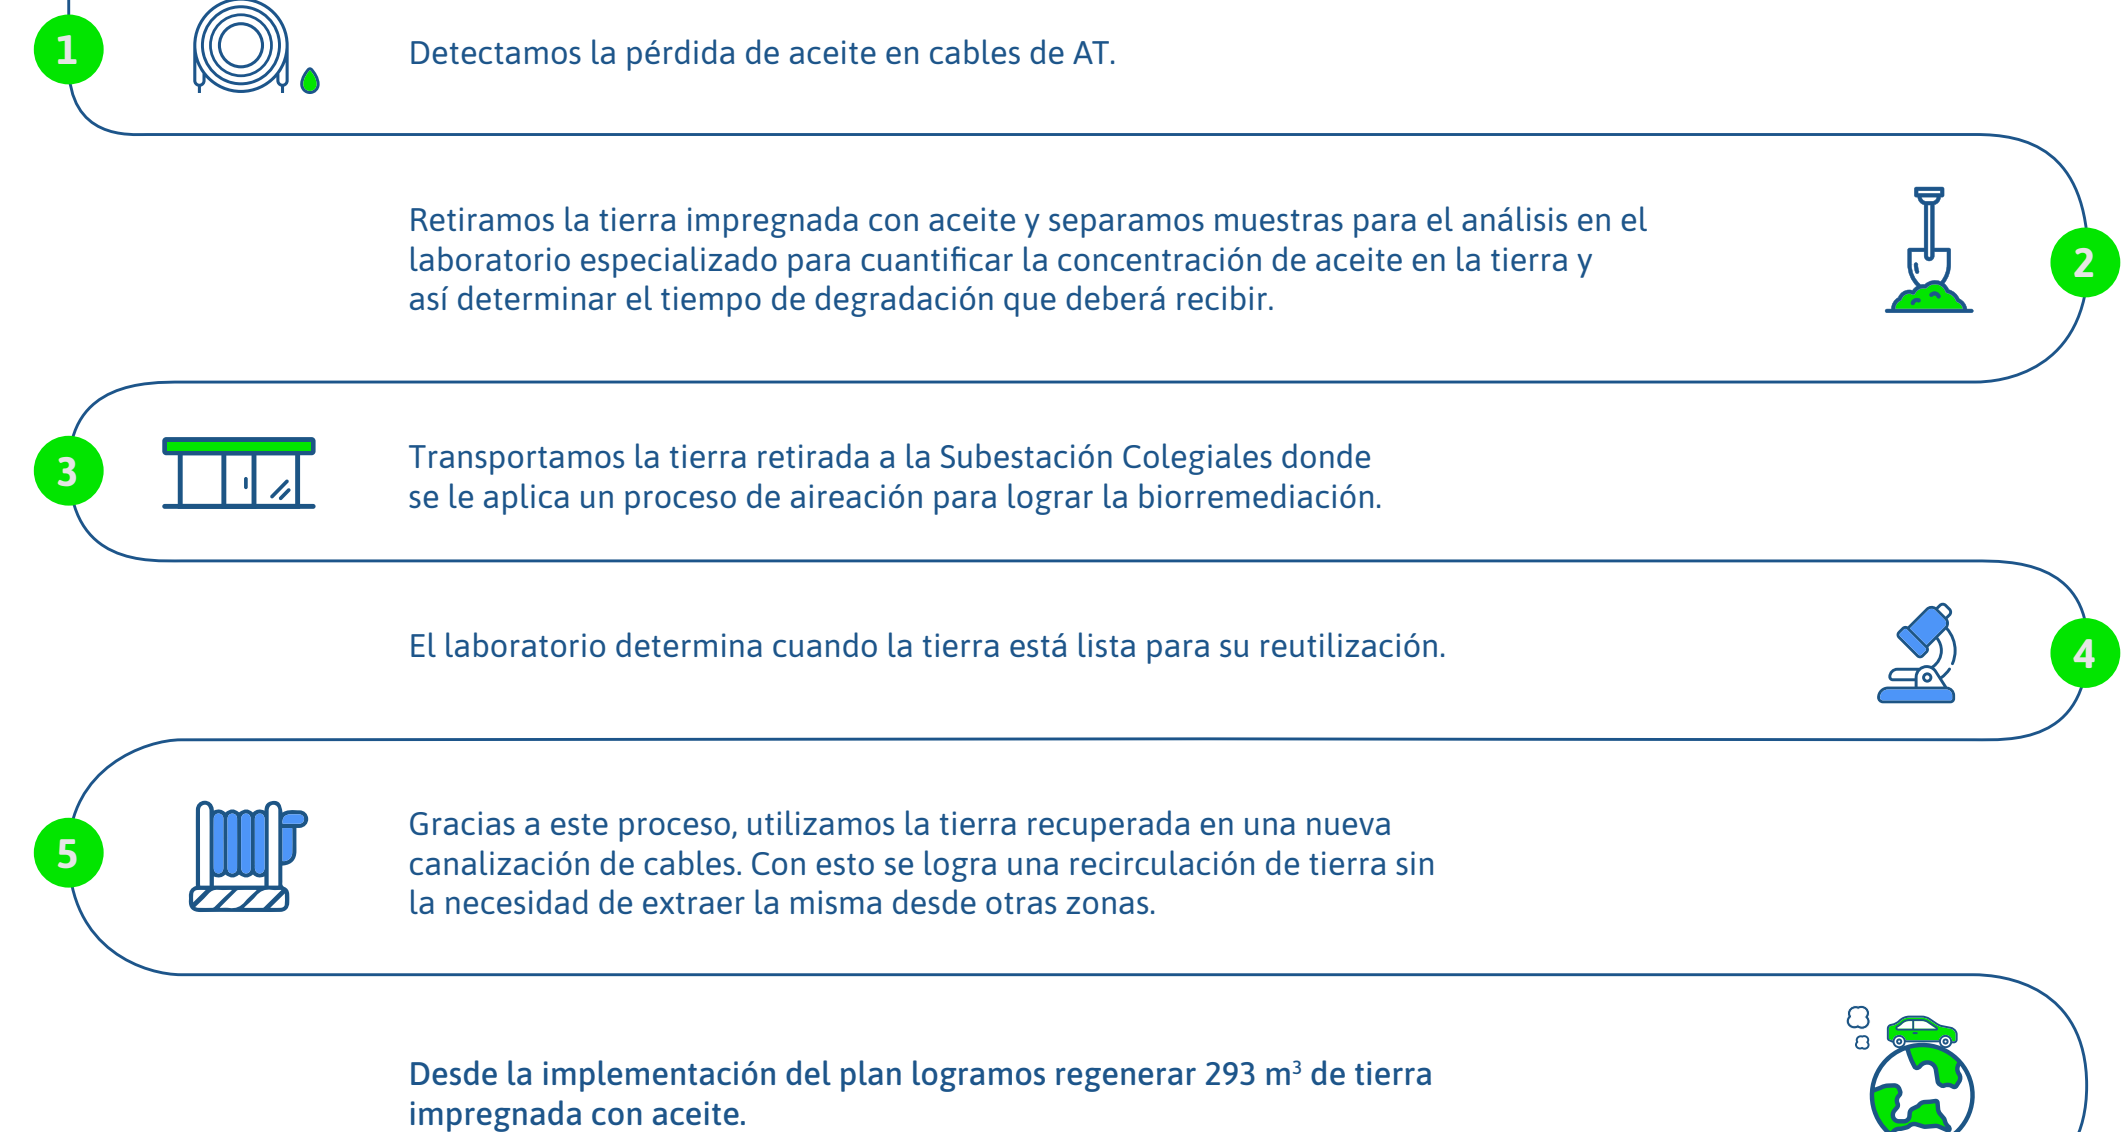 1
Detectamos la pérdida de aceite en cables de AT.
Retiramos la tierra impregnada con aceite y separamos muestras para el análisis en el
laboratorio especializado para cuantificar la concentración de aceite en la tierra y
así determinar el tiempo de degradación que deberá recibir.
2
3
Transportamos la tierra retirada a la Subestación Colegiales donde
se le aplica un proceso de aireación para lograr la biorremediación.
El laboratorio determina cuando la tierra está lista para su reutilización.
4
5
Gracias a este proceso, utilizamos la tierra recuperada en una nueva
canalización de cables. Con esto se logra una recirculación de tierra sin
la necesidad de extraer la misma desde otras zonas.
Desde la implementación del plan logramos regenerar 293 m³ de tierra
impregnada con aceite.